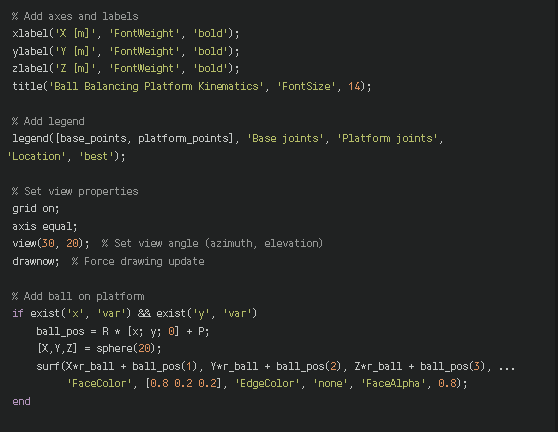 % Add axes and labels
xlabel('X [m]', 'FontWeight', 'bold');
ylabel('Y [m]', 'FontWeight', 'bold');
zlabel('Z [m]', 'FontWeight', 'bold');
title('Ball Balancing Platform Kinematics', 'FontSize', 14);
% Add legend
legend([base_points, platform_points], 'Base joints', 'Platform joints',
'Location', 'best');
% Set view properties
grid on;
axis equal;
view(30, 20);  % Set view angle (azimuth, elevation)
drawnow;  % Force drawing update
% Add ball on platform
if exist('x', 'var') && exist('y', 'var')
    ball_pos = R * [x; y; 0] + P;
    [X,Y,Z] = sphere(20);
    surf(X*r_ball + ball_pos(1), Y*r_ball + ball_pos(2), Z*r_ball + ball_pos(3), ...
         'FaceColor', [0.8 0.2 0.2], 'EdgeColor', 'none', 'FaceAlpha', 0.8);
end